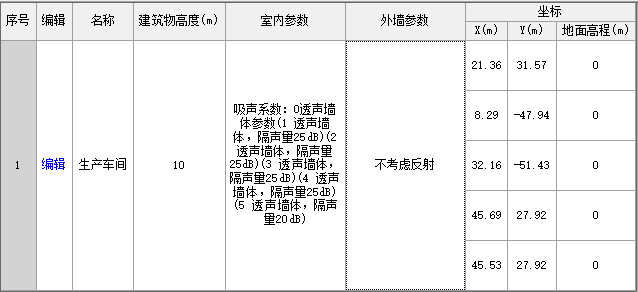 序号 编辑 名称 建筑物高度(m) 室内参数 外墙参数 坐标
X(m) Y(m) 地面高程(m)
1 编辑 生产车间 10
吸声系数：0透声墙
体参数(1 透声墙
体，隔声量25dB)(2
透声墙体，隔声量
25dB)(3 透声墙体，
隔声量25dB)(4 透
声墙体，隔声量25dB)
(5 透声墙体，隔声
量20dB)
不考虑反射
21.36 31.57 0
8.29 -47.94 0
32.16 -51.43 0
45.69 27.92 0
45.53 27.92 0